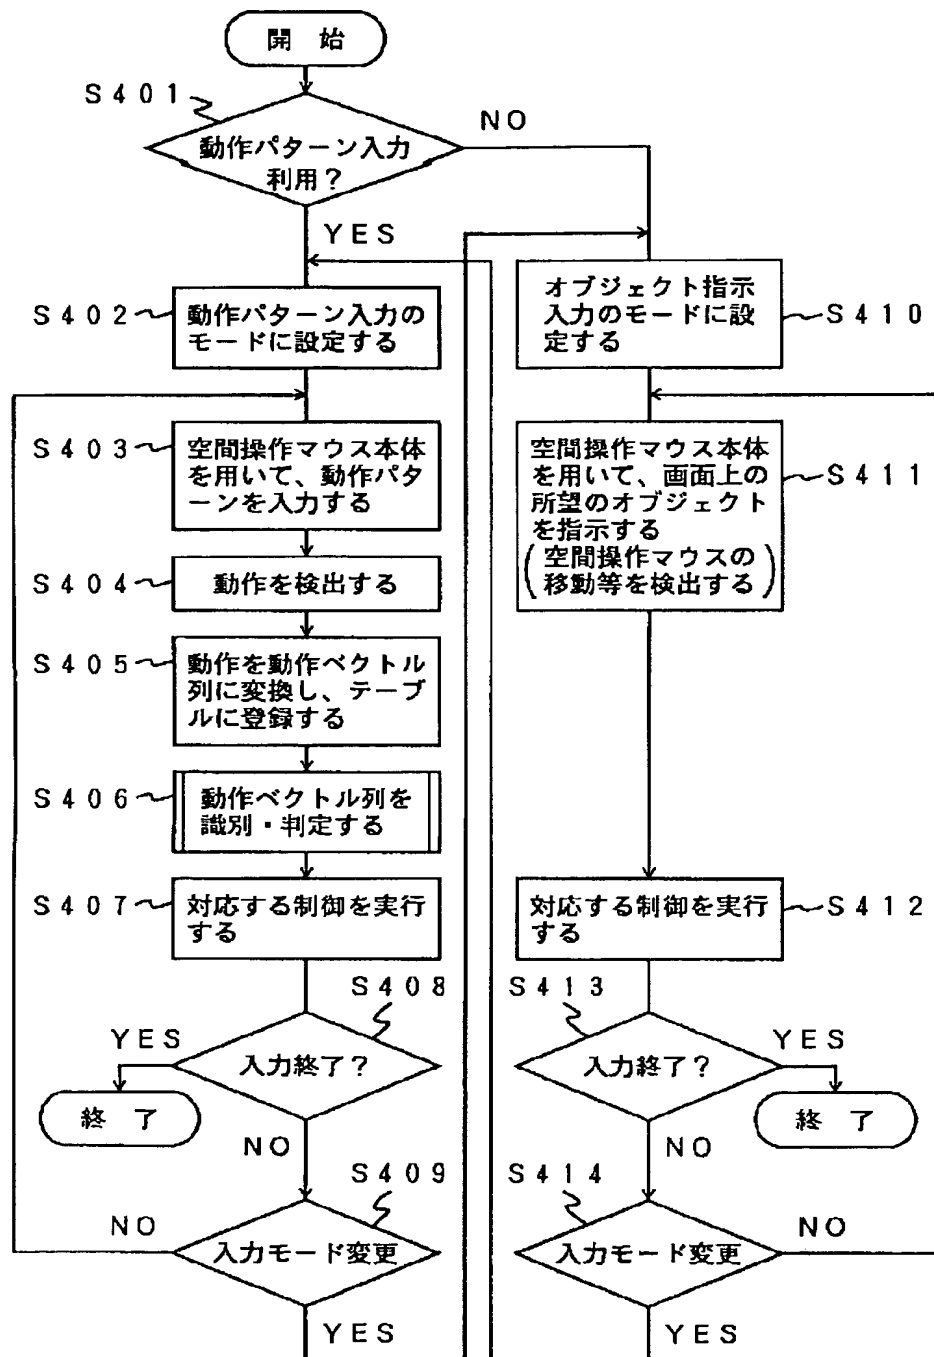 開 始
S401
動作パターン入力
利用?
NO
YES
S402
動作パターン入力の
モードに設定する
オブジェクト指示
入力のモードに設
定する
S410
S403
空間操作マウス本体
を用いて、動作パタ
ーンを入力する
空間操作マウス本体
を用いて、画面上の
所望のオブジェクト
を指示する
(空間操作マウスの
移動等を検出する)
S411
S404
動作を検出する
S405
動作を動作ベクトル
列に変換し、テーブ
ルに登録する
S406
動作ベクトル列を
識別・判定する
S407
対応する制御を実行
する
対応する制御を実行
する
S412
S408
YES
入力終了?
終 了
NO
S413
入力終了?
YES
終 了
NO
S409
NO
入力モード変更
YES
S414
入力モード変更
NO
YES